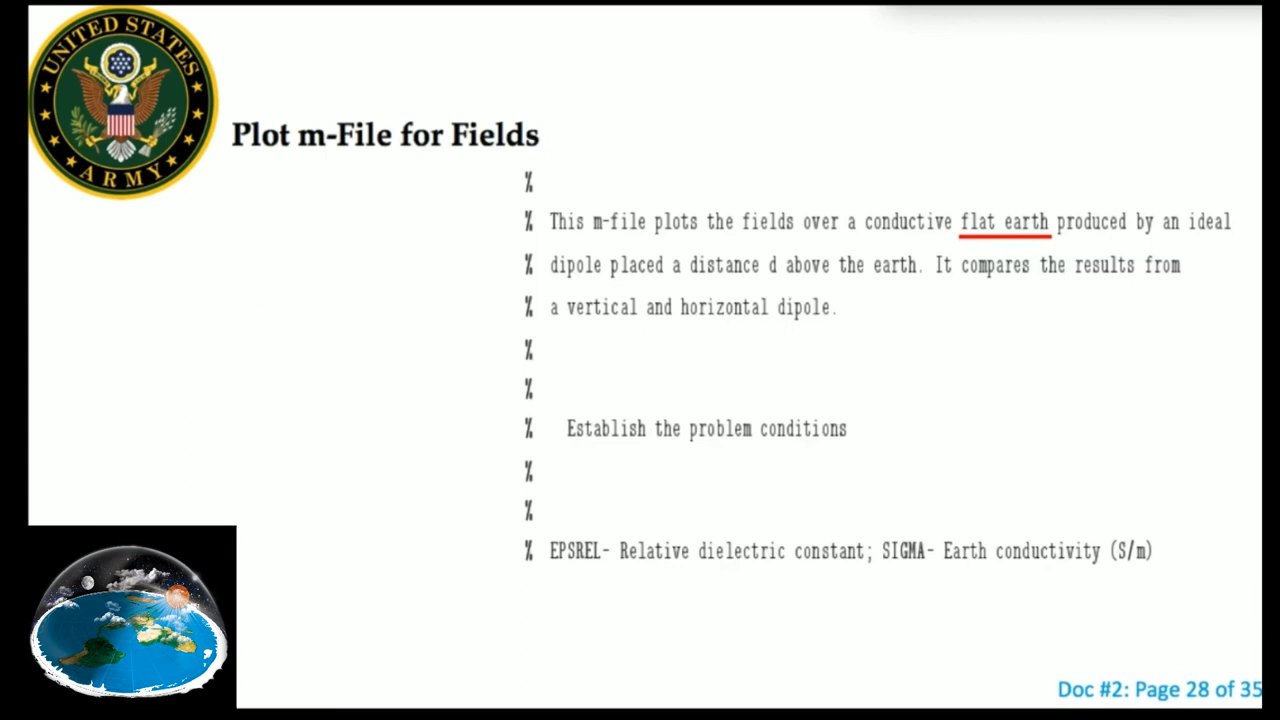 UNITED STATES
ARMY
Plot m-File for Fields
%
% This m-file plots the fields over a conductive flat earth produced by an ideal
% dipole placed a distance d above the earth. It compares the results from
% a vertical and horizontal dipole.
%
%
% Establish the problem conditions
%
%
% EPSREL- Relative dielectric constant; SIGMA- Earth conductivity (S/m)
Doc #2: Page 28 of 35